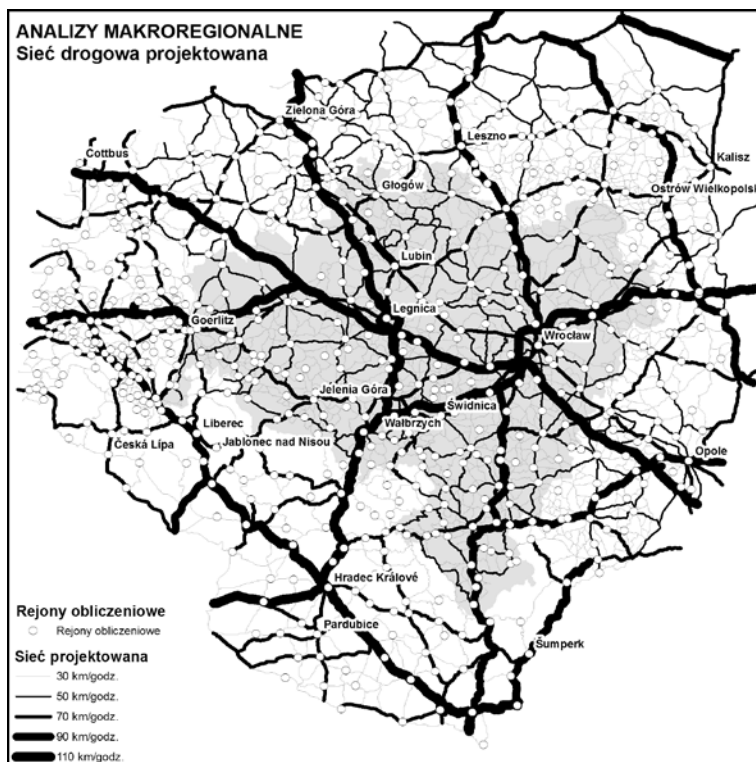 ANALIZY MAKROREGIONALNE
Sieć drogowa projektowana
Zielona Góra
Leszno
Cottbus
Kalisz
Głogów
Ostrów Wielkopolsk
Lubin
Legnica
Goerlitz
Wrocław
Jelenia Góra
Świdnica
Liberec
Wałbrzych
Česká Lípa
Jablonec nad Nisou
Opole
Hradec Králové
Pardubice
Šumperk
Rejony obliczeniowe
Rejony obliczeniowe
Sieć projektowana
30 km/godz.
50 km/godz.
70 km/godz.
90 km/godz.
110 km/godz.